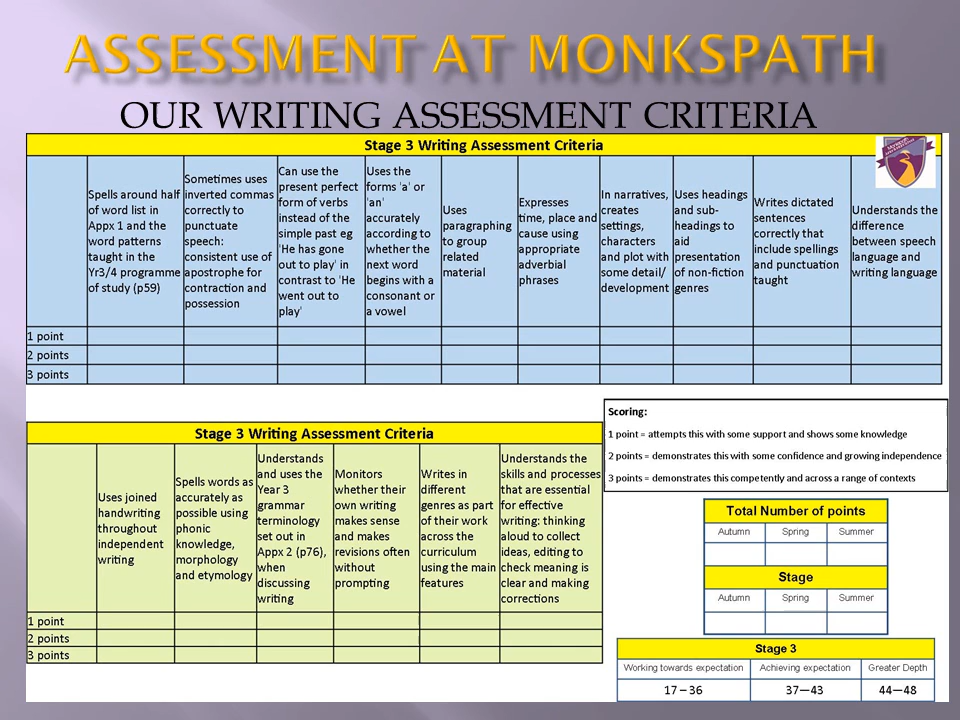 ASSESSMENT AT MONKSPATH
OUR WRITING ASSESSMENT CRITERIA
Stage 3 Writing Assessment Criteria
Spells around half
of word list in
Appx 1 and the
word patterns
taught in the
Yr3/4 programme
of study (p59)
Sometimes uses
inverted commas
correctly to
punctuate
speech:
consistent use of
apostrophe for
contraction and
possession
Can use the
present perfect
form of verbs
instead of the
simple past eg
'He has gone
out to play' in
contrast to 'He
went out to
play'
Uses the
forms 'a' or
'an'
accurately
according to
whether the
next word
begins with a
consonant or
a vowel
Uses
paragraphing
to group
related
material
Expresses
time, place and
cause using
appropriate
adverbial
phrases
In narratives,
creates
settings,
characters
and plot with
some detail/
development
Uses headings
and sub-
headings to
aid
presentation
of non-fiction
genres
Writes dictated
sentences
correctly that
include spellings
and punctuation
taught
Understands the
difference
between speech
language and
writing language
1 point
2 points
3 points
Stage 3 Writing Assessment Criteria
Uses joined
handwriting
throughout
independent
writing
Spells words as
accurately as
possible using
phonic
knowledge,
morphology
and etymology
Understands
and uses the
Year 3
grammar
terminology
set out in
Appx 2 (p76),
when
discussing
writing
Monitors
whether their
own writing
makes sense
and makes
revisions often
without
prompting
Writes in
different
genres as part
of their work
across the
curriculum
using the main
features
Understands the
skills and processes
that are essential
for effective
writing: thinking
aloud to collect
ideas, editing to
check meaning is
clear and making
corrections
1 point
2 points
3 points
Scoring:
1 point = attempts this with some support and shows some knowledge
2 points = demonstrates this with some confidence and growing independence
3 points = demonstrates this competently and across a range of contexts
Total Number of points
Autumn Spring Summer
Stage
Autumn Spring Summer
Stage 3
Working towards expectation Achieving expectation Greater Depth
17 – 36 37—43 44—48